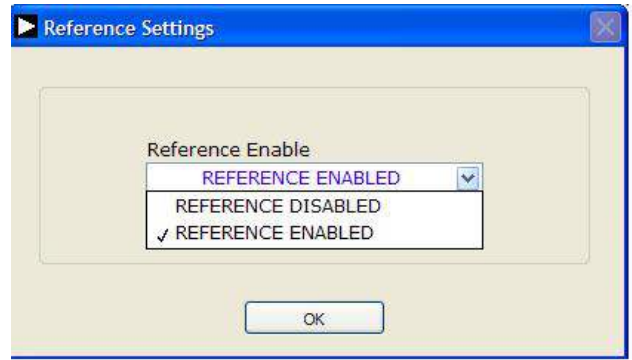 Reference Settings
Reference Enable
REFERENCE ENABLED
REFERENCE DISABLED
✓ REFERENCE ENABLED
OK